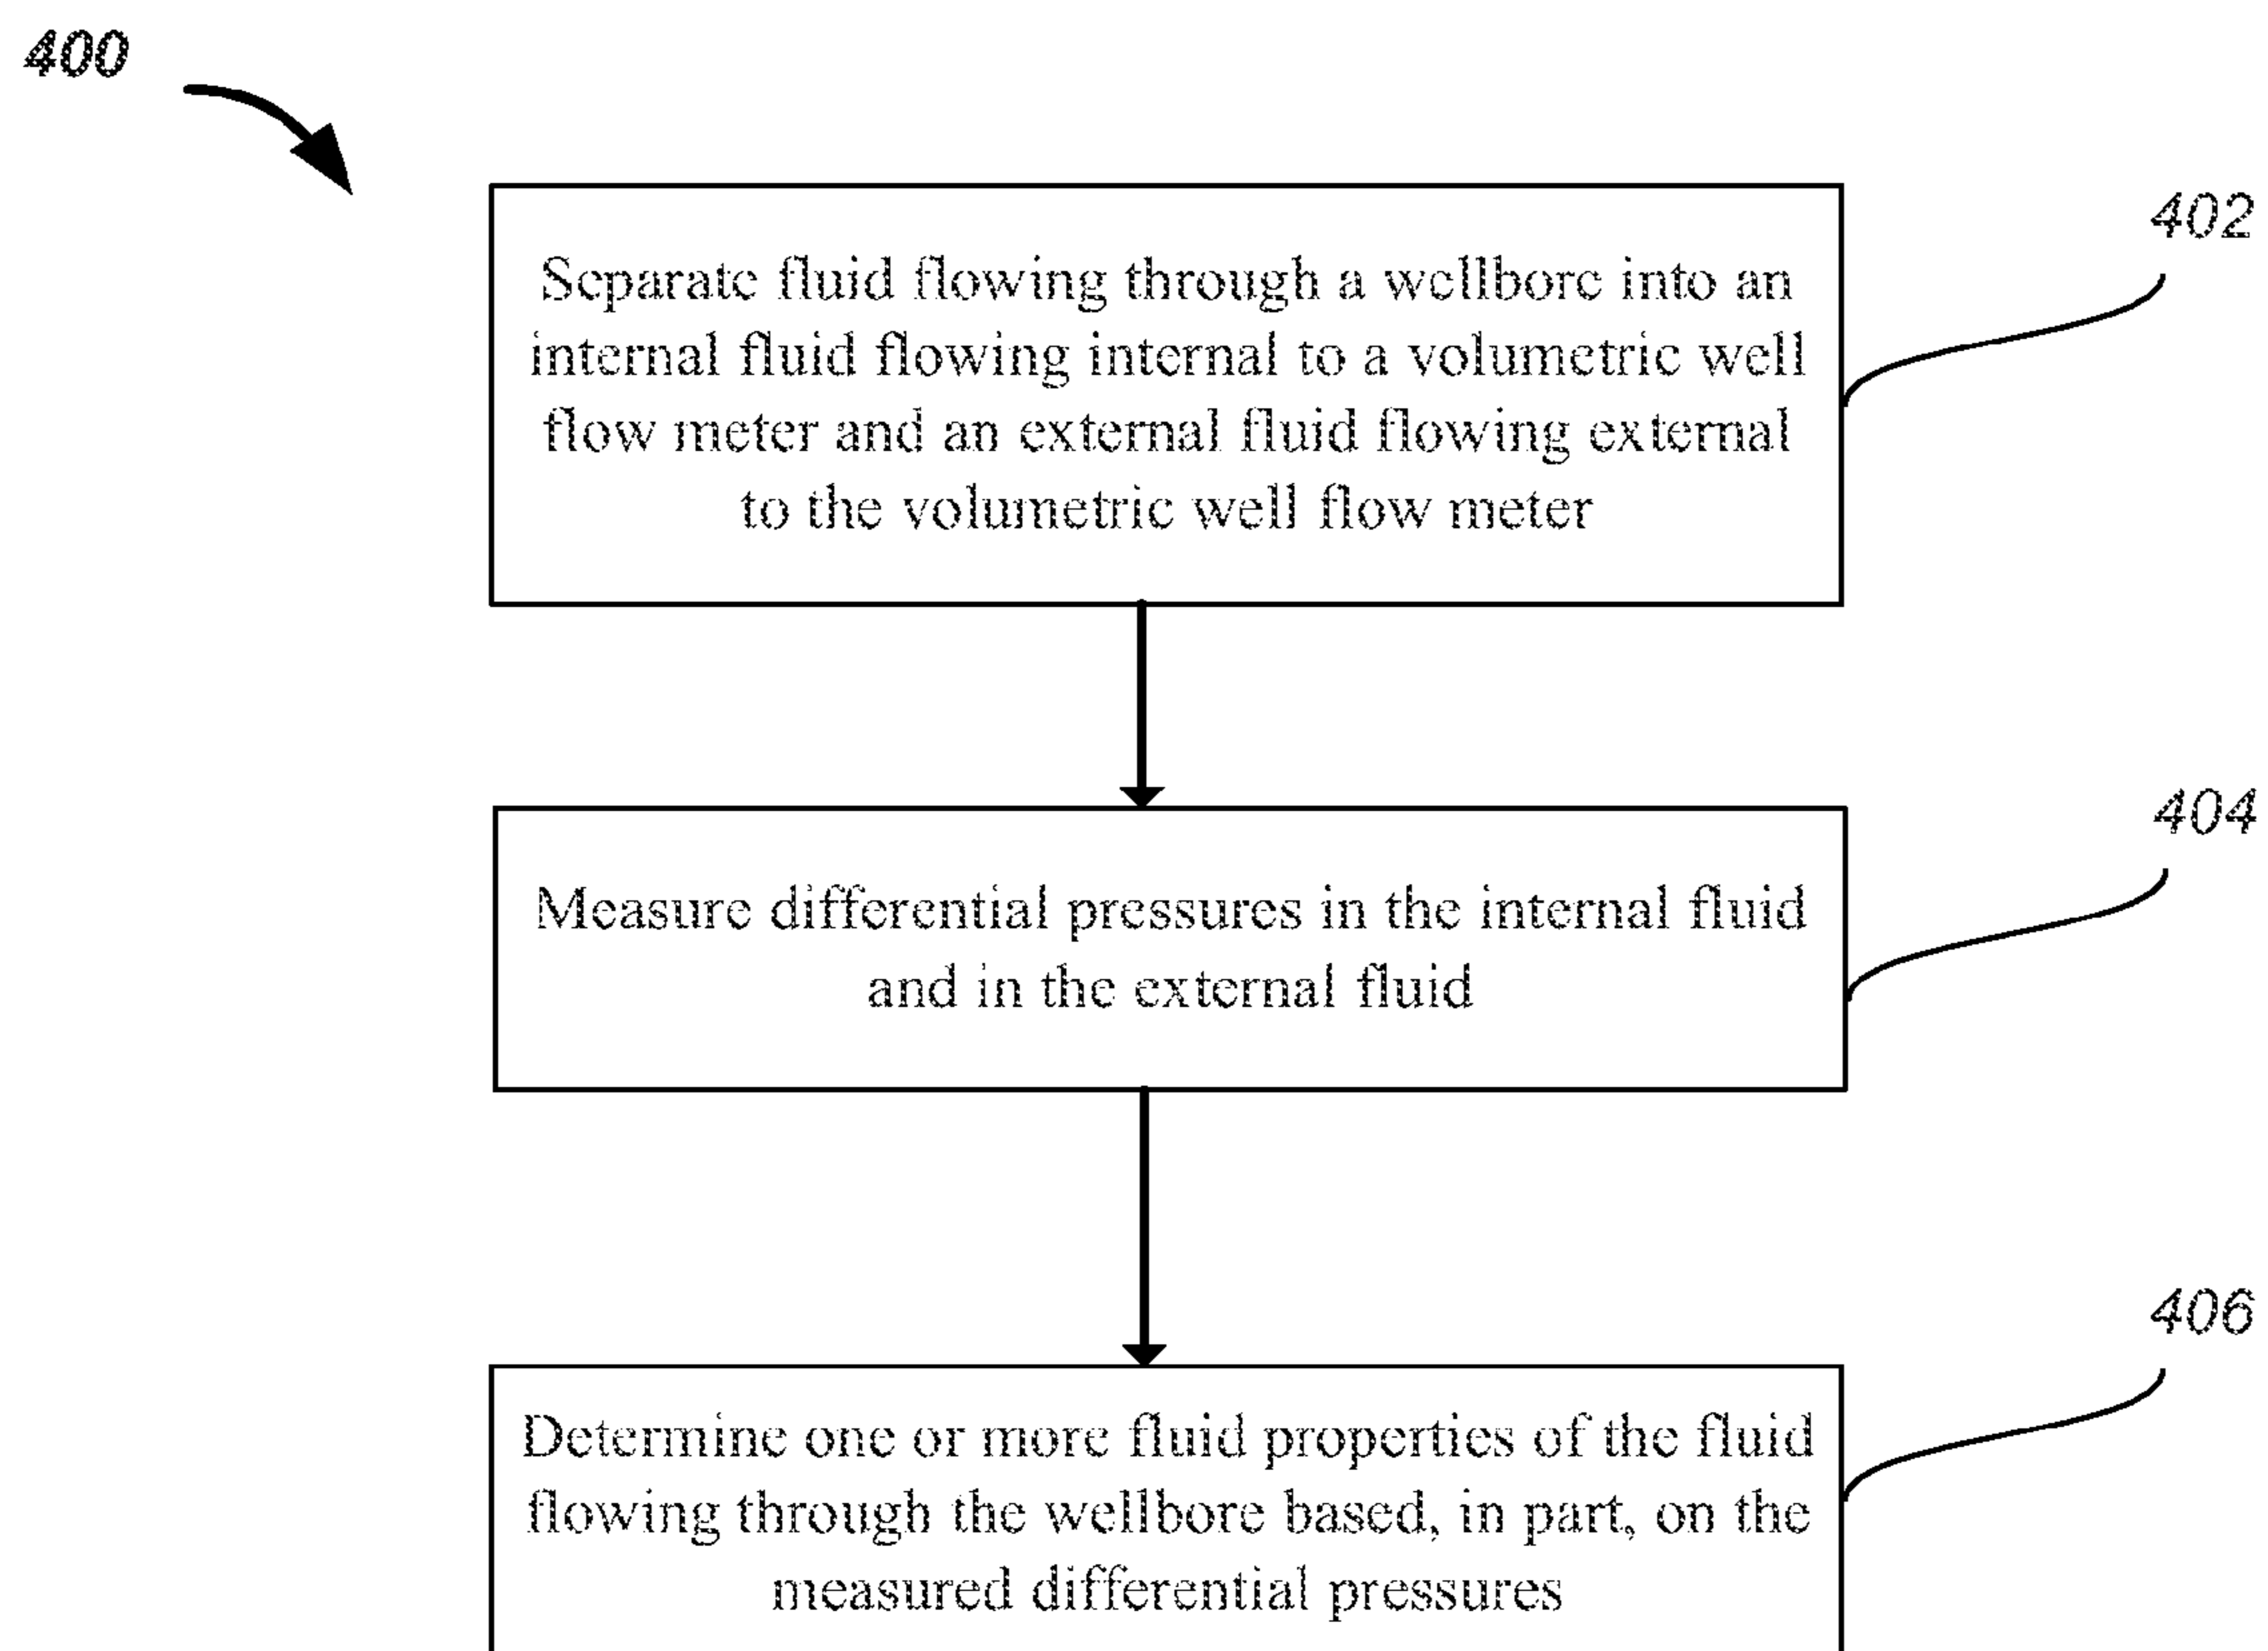 400
402
Separate fluid flowing through a wellbore into an
internal fluid flowing internal to a volumetric well
flow meter and an external fluid flowing external
to the volumetric well flow meter
404
Measure differential pressures in the internal fluid
and in the external fluid
406
Determine one or more fluid properties of the fluid
flowing through the wellbore based, in part, on the
measured differential pressures